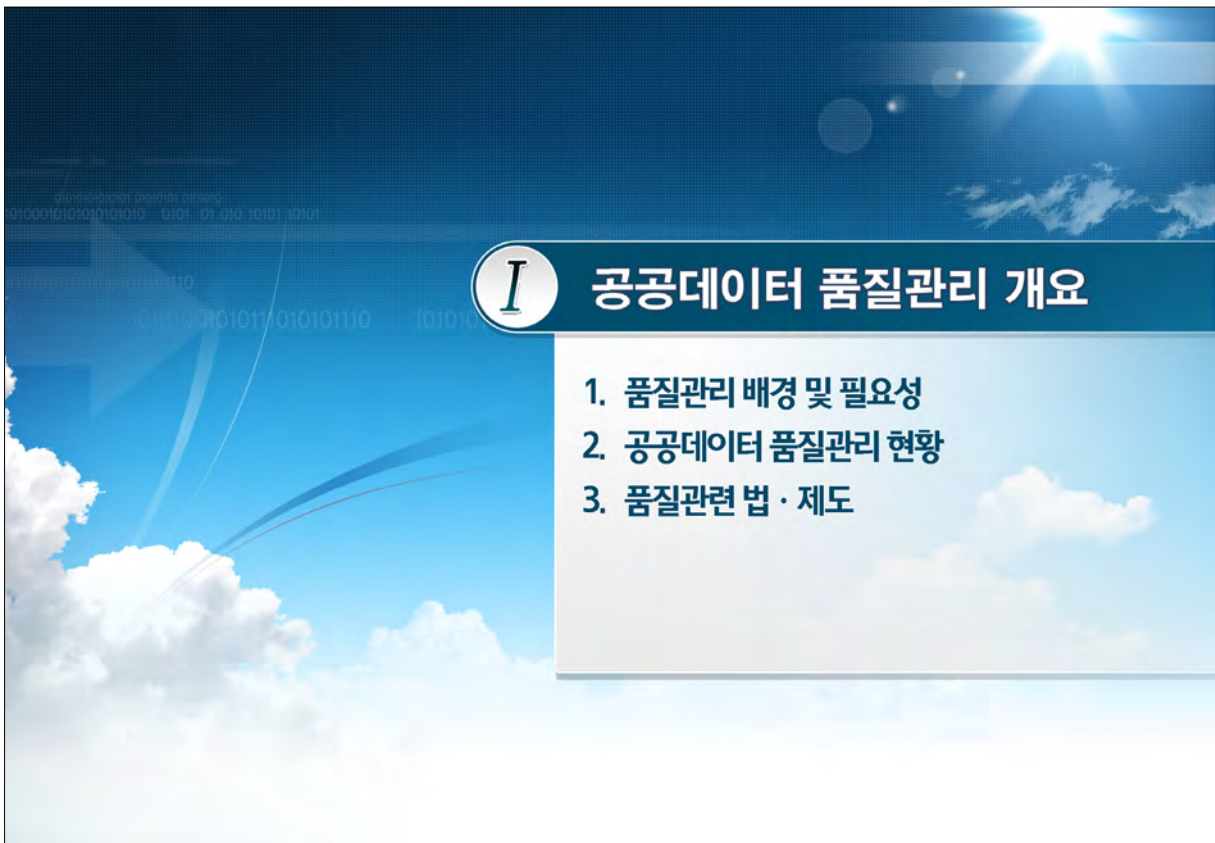 I
공공데이터 품질관리 개요
1. 품질관리 배경 및 필요성
2. 공공데이터 품질관리 현황
3. 품질관련 법 · 제도